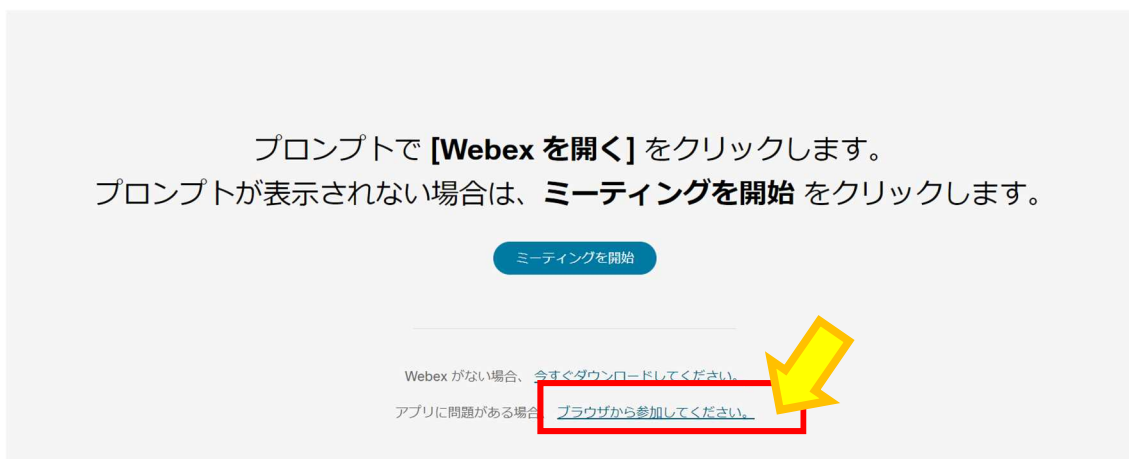 プロンプトで [Webex を開く] をクリックします。
プロンプトが表示されない場合は、ミーティングを開始 をクリックします。
ミーティングを開始
Webex がない場合、 今すぐダウンロードしてください。
アプリに問題がある場合、 ブラウザから参加してください。